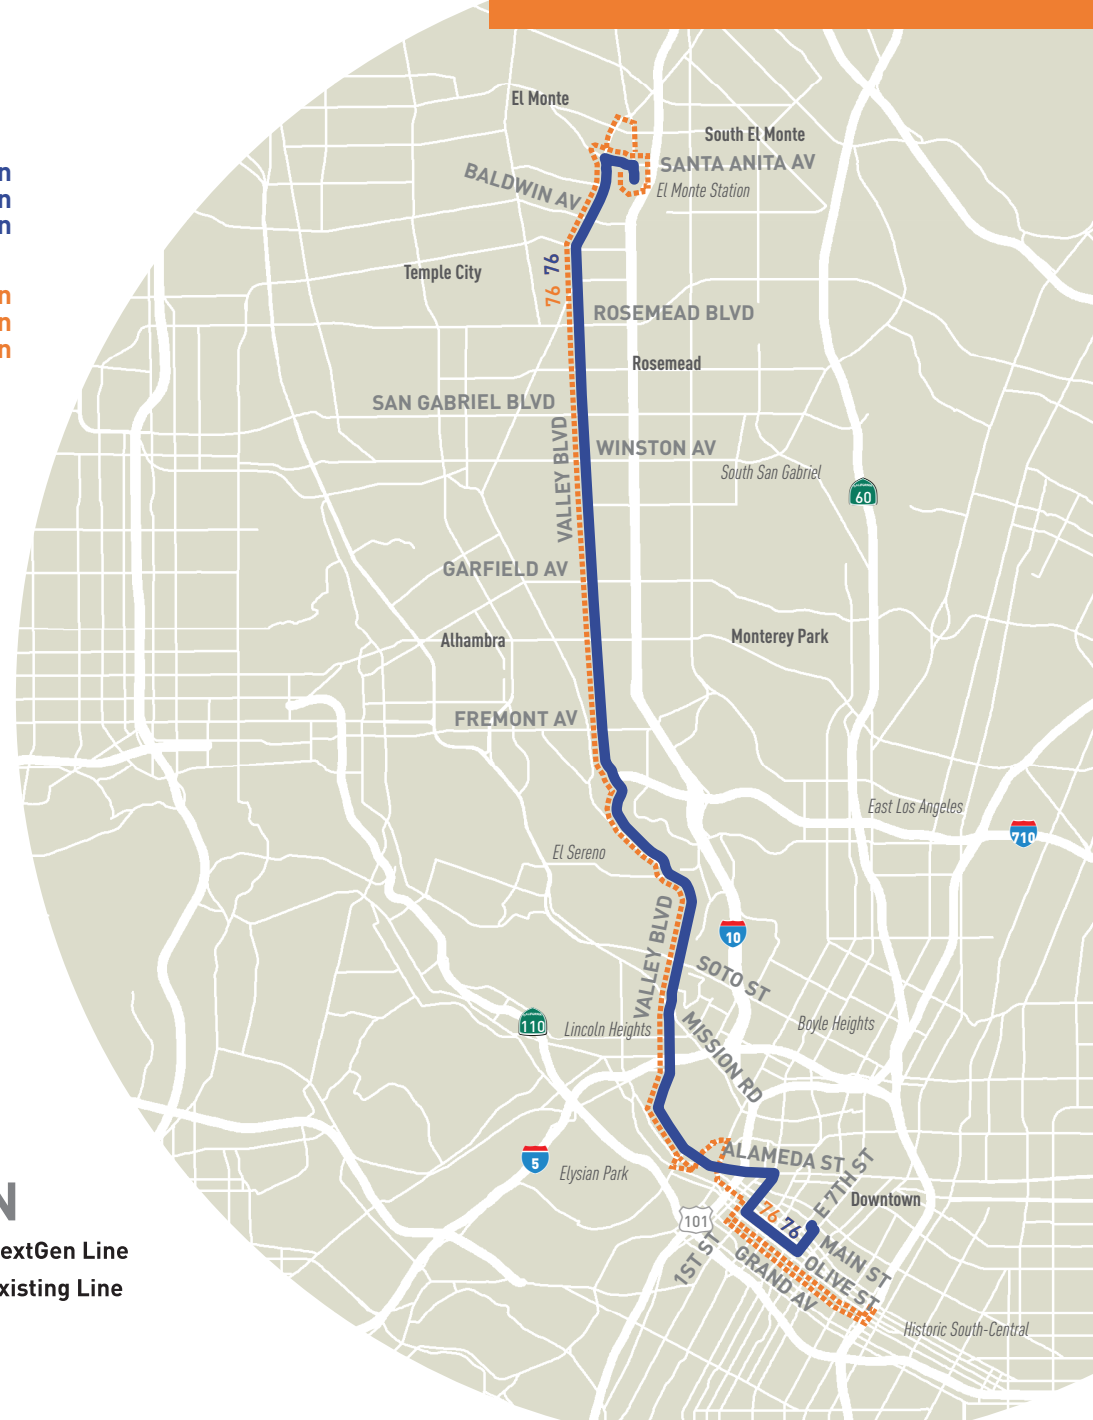 El Monte
South El Monte
SANTA ANITA AV
BALDWIN AV
El Monte Station
n
n
n
Temple City
76
76
n
n
n
ROSEMEAD BLVD
Rosemead
SAN GABRIEL BLVD
VALLEY BLVD
WINSTON AV
South San Gabriel
60
GARFIELD AV
Alhambra
Monterey Park
FREMONT AV
East Los Angeles
710
El Sereno
VALLEY BLVD
10
SOTO ST
110
Lincoln Heights
MISSION RD
Boyle Heights
5
Elysian Park
ALAMEDA ST
E 7TH ST
Downtown
N
101
76
76
extGen Line
xisting Line
1ST ST
GRAND AV
OLIVE ST
MAIN ST
Historic South-Central